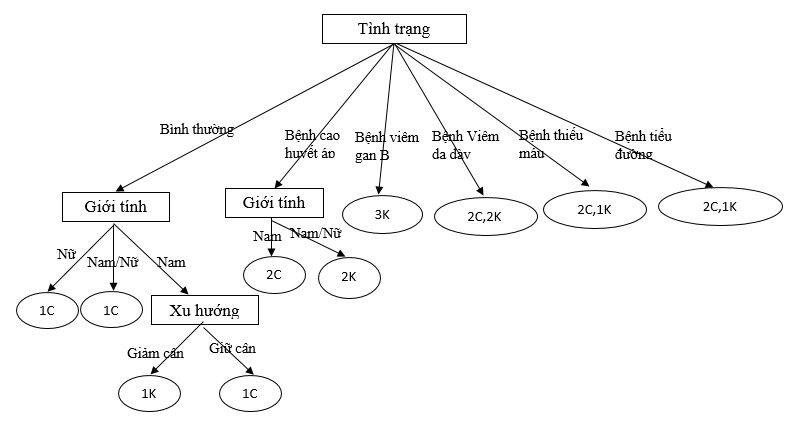 Tình trạng
Bình thường
Bệnh cao
huyết áp
Bệnh viêm
gan B
Bệnh Viêm
dạ dày
Bệnh thiếu
máu
Bệnh tiểu
đường
Giới tính
Giới tính
3K
2C,2K
2C,1K
2C,1K
Nữ
Nam/Nữ
Nam
Nam
Nam/Nữ
1C
1C
Xu hướng
2C
2K
Giảm cân
Giữ cân
1K
1C